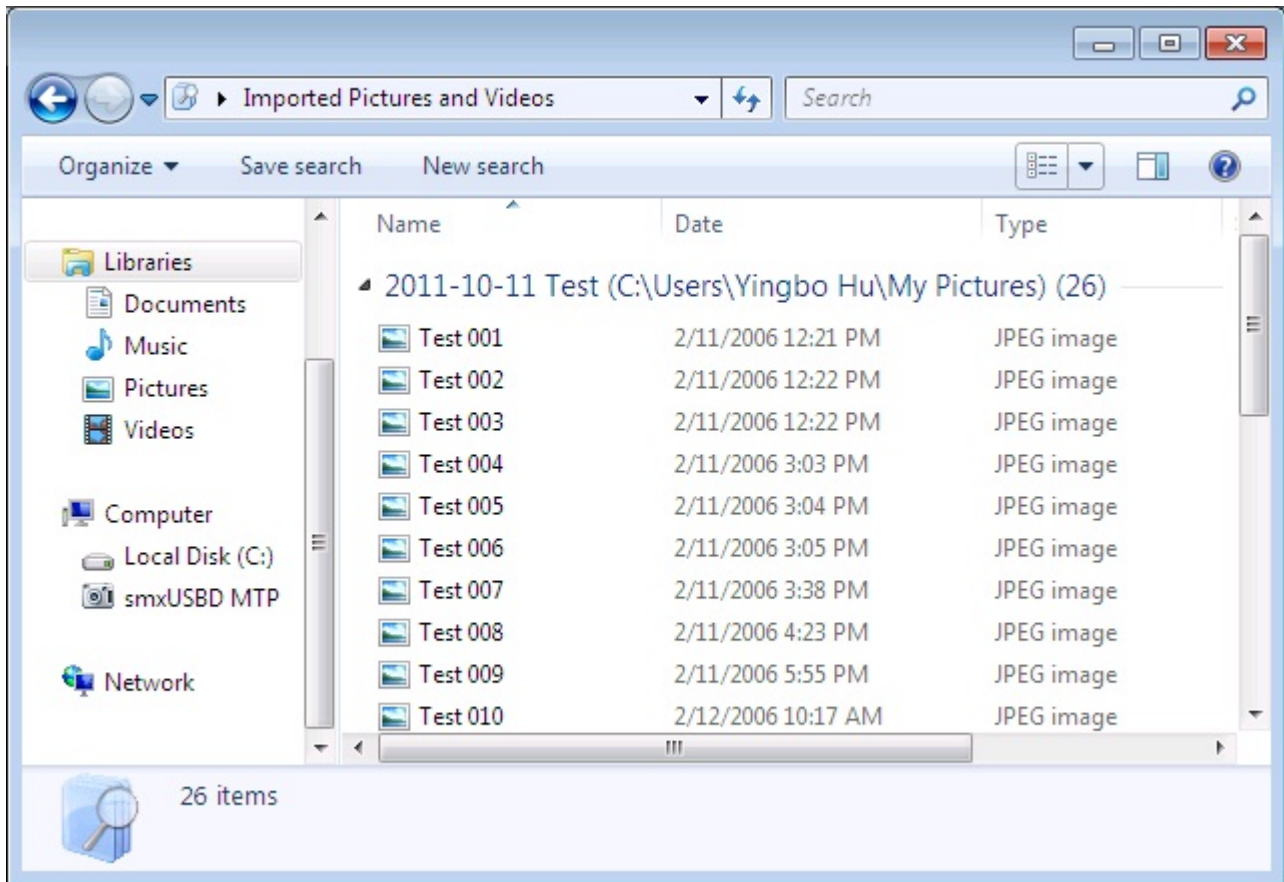 Imported Pictures and Videos
Search
Organize
Save search
New search
Name
Date
Type
Libraries
Documents
Music
Pictures
Videos
Computer
Local Disk (C:)
smxUSBD MTP
Network
2011-10-11 Test (C:\Users\Yingbo Hu\My Pictures) (26)
Test 001 2/11/2006 12:21 PM JPEG image
Test 002 2/11/2006 12:22 PM JPEG image
Test 003 2/11/2006 12:22 PM JPEG image
Test 004 2/11/2006 3:03 PM JPEG image
Test 005 2/11/2006 3:04 PM JPEG image
Test 006 2/11/2006 3:05 PM JPEG image
Test 007 2/11/2006 3:38 PM JPEG image
Test 008 2/11/2006 4:23 PM JPEG image
Test 009 2/11/2006 5:55 PM JPEG image
Test 010 2/12/2006 10:17 AM JPEG image
26 items